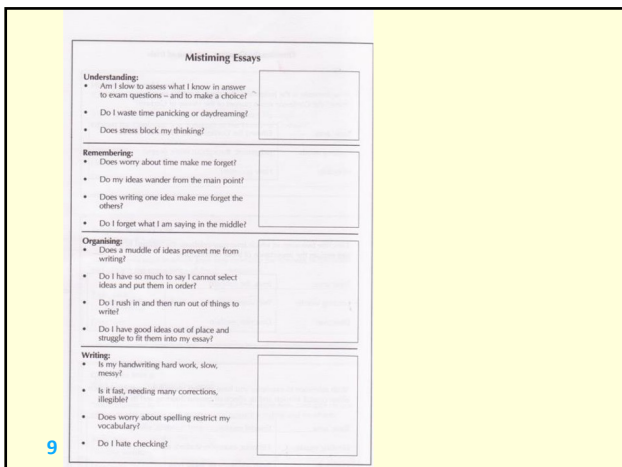 Mistiming Essays
Understanding:
• Am I slow to assess what I know in answer
to exam questions – and to make a choice?
• Do I waste time panicking or daydreaming?
• Does stress block my thinking?
Remembering:
• Does worry about time make me forget?
• Do my ideas wander from the main point?
• Does writing one idea make me forget the
others?
• Do I forget what I am saying in the middle?
Organising:
• Does a muddle of ideas prevent me from
writing?
• Do I have so much to say I cannot select
ideas and put them in order?
• Do I rush in and then run out of things to
write?
• Do I have good ideas out of place and
struggle to fit them into my essay?
Writing:
• Is my handwriting hard work, slow,
messy?
• Is it fast, needing many corrections,
illegible?
• Does worry about spelling restrict my
vocabulary?
• Do I hate checking?
9